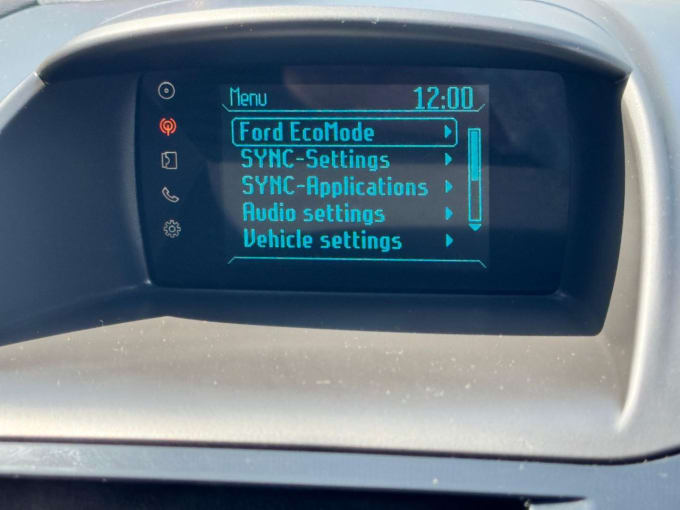 Menu 12:00
Ford EcoMode
SYNC-Settings
SYNC-Applications
Audio settings
Vehicle settings